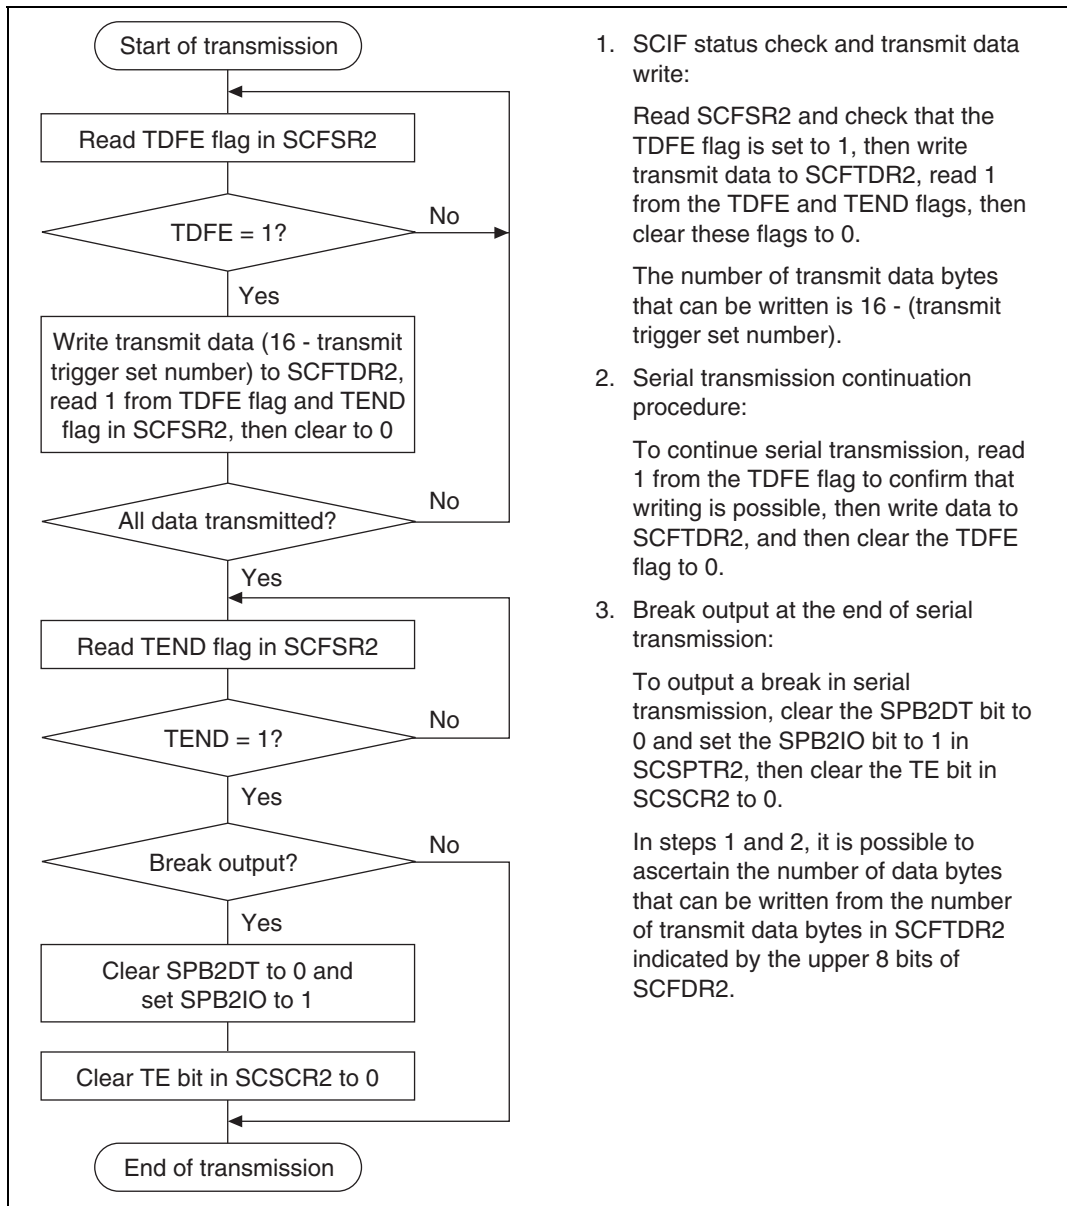 Start of transmission
Read TDFE flag in SCFSR2
TDFE = 1?
No
Yes
Write transmit data (16 - transmit
trigger set number) to SCFTDR2,
read 1 from TDFE flag and TEND
flag in SCFSR2, then clear to 0
All data transmitted?
No
Yes
Read TEND flag in SCFSR2
TEND = 1?
No
Yes
Break output?
No
Yes
Clear SPB2DT to 0 and
set SPB2IO to 1
Clear TE bit in SCSCR2 to 0
End of transmission
1. SCIF status check and transmit data
write:
Read SCFSR2 and check that the
TDFE flag is set to 1, then write
transmit data to SCFTDR2, read 1
from the TDFE and TEND flags, then
clear these flags to 0.
The number of transmit data bytes
that can be written is 16 - (transmit
trigger set number).
2. Serial transmission continuation
procedure:
To continue serial transmission, read
1 from the TDFE flag to confirm that
writing is possible, then write data to
SCFTDR2, and then clear the TDFE
flag to 0.
3. Break output at the end of serial
transmission:
To output a break in serial
transmission, clear the SPB2DT bit to
0 and set the SPB2IO bit to 1 in
SCSPTR2, then clear the TE bit in
SCSCR2 to 0.
In steps 1 and 2, it is possible to
ascertain the number of data bytes
that can be written from the number
of transmit data bytes in SCFTDR2
indicated by the upper 8 bits of
SCFDR2.